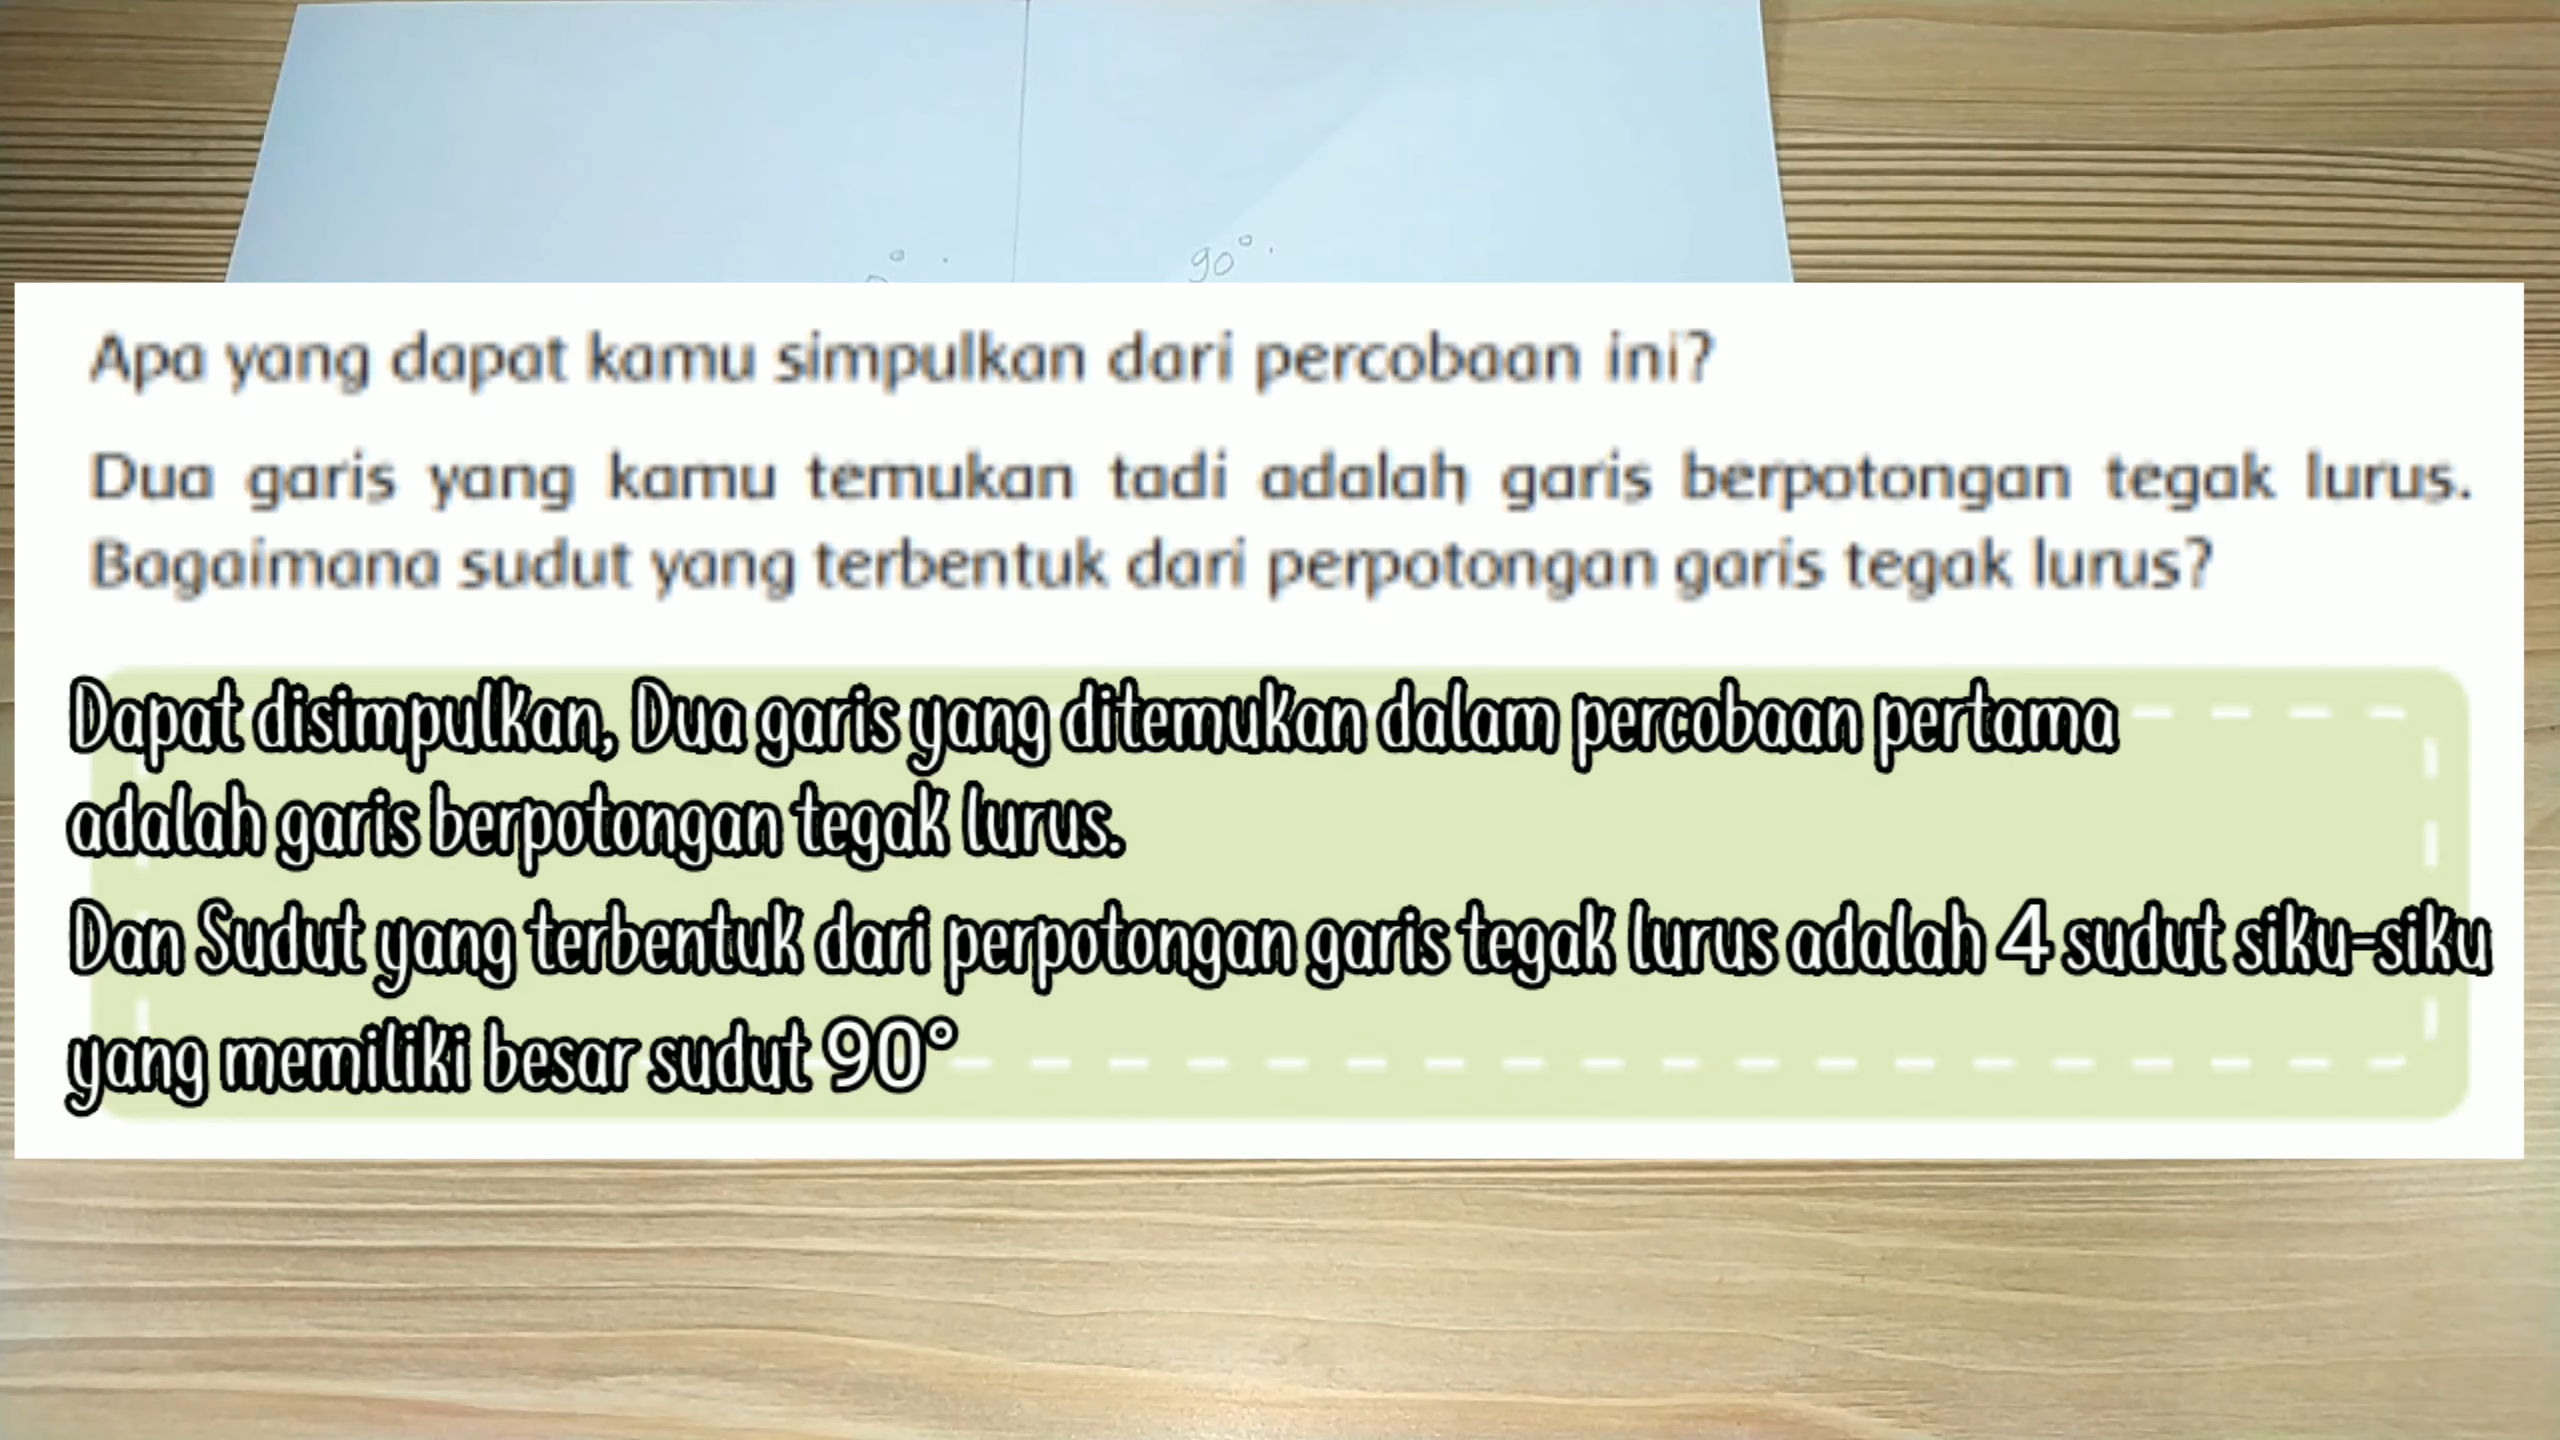 90°.
Apa yang dapat kamu simpulkan dari percobaan ini?
Dua garis yang kamu temukan tadi adalah garis berpotongan tegak lurus.
Bagaimana sudut yang terbentuk dari perpotongan garis tegak lurus?
Dapat disimpulkan, Dua garis yang ditemukan dalam percobaan pertama
adalah garis berpotongan tegak lurus.
Dan Sudut yang terbentuk dari perpotongan garis tegak lurus adalah 4 sudut siku-siku
yang memiliki besar sudut 90°